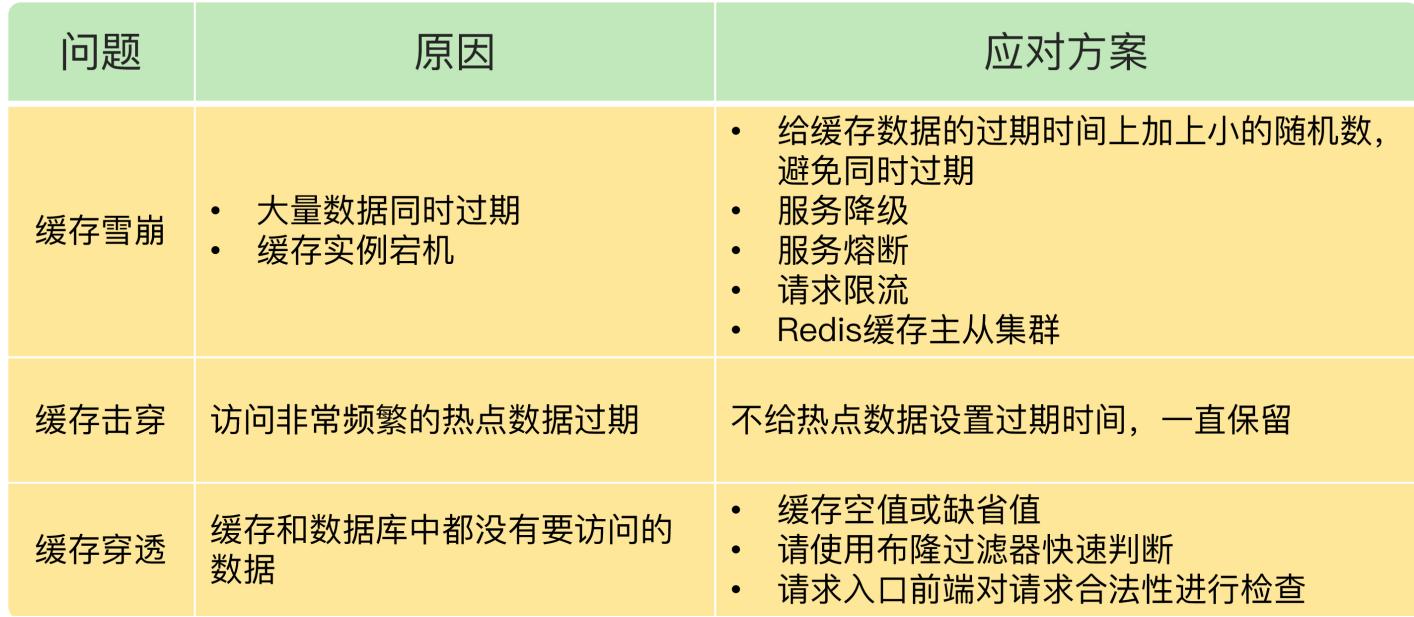 问题
原因
应对方案
缓存雪崩
• 大量数据同时过期
• 缓存实例宕机
• 给缓存数据的过期时间上加上小的随机数，
避免同时过期
• 服务降级
• 服务熔断
• 请求限流
• Redis缓存主从集群
缓存击穿
访问非常频繁的热点数据过期
不给热点数据设置过期时间，一直保留
缓存穿透
缓存和数据库中都没有要访问的
数据
• 缓存空值或缺省值
• 请使用布隆过滤器快速判断
• 请求入口前端对请求合法性进行检查